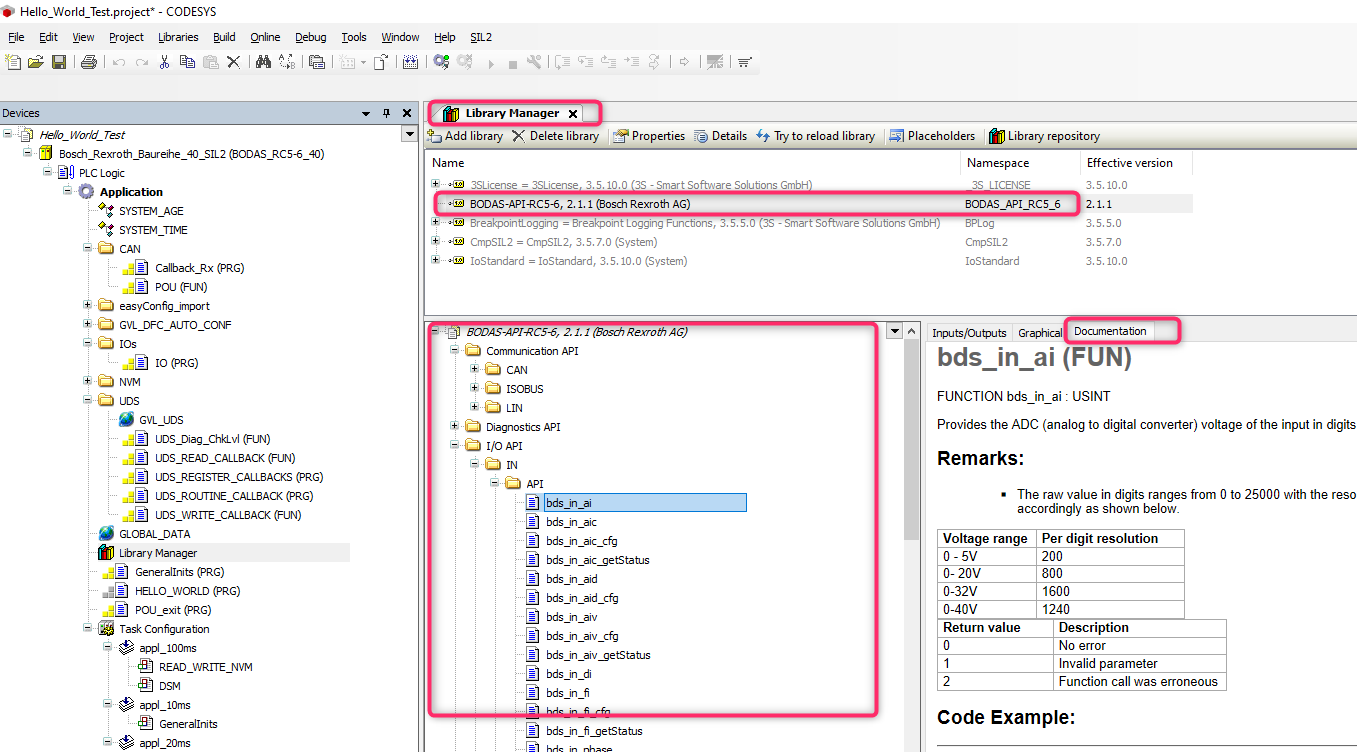 Hello_World_Test.project* - CODESYS
File Edit View Project Libraries Build Online Debug Tools Window Help SIL2
Devices
Hello_World_Test
Bosch_Rexroth_Baureihe_40_SIL2 (BODAS_RC5-6_40)
PLC Logic
Application
SYSTEM_AGE
SYSTEM_TIME
CAN
Callback_Rx (PRG)
POU (FUN)
easyConfig_import
GVL_DFC_AUTO_CONF
IOs
IO (PRG)
NVM
UDS
GVL_UDS
UDS_Diag_ChkLvl (FUN)
UDS_READ_CALLBACK (FUN)
UDS_REGISTER_CALLBACKS (PRG)
UDS_ROUTINE_CALLBACK (PRG)
UDS_WRITE_CALLBACK (FUN)
GLOBAL_DATA
Library Manager
GeneralInits (PRG)
HELLO_WORLD (PRG)
POU_exit (PRG)
Task Configuration
appl_100ms
READ_WRITE_NVM
DSM
appl_10ms
GeneralInits
appl_20ms
Library Manager
Add library Delete library Properties Details Try to reload library Placeholders Library repository
Name Namespace Effective version
3SLicense = 3SLicense, 3.5.10.0 (3S - Smart Software Solutions GmbH) _3S_LICENSE 3.5.10.0
BODAS-API-RC5-6, 2.1.1 (Bosch Rexroth AG) BODAS_API_RC5_6 2.1.1
BreakpointLogging = Breakpoint Logging Functions, 3.5.5.0 (3S - Smart Software Solutions GmbH) BPLog 3.5.5.0
CmpSIL2 = CmpSIL2, 3.5.7.0 (System) CmpSIL2 3.5.7.0
IoStandard = IoStandard, 3.5.10.0 (System) IoStandard 3.5.10.0
BODAS-API-RC5-6, 2.1.1 (Bosch Rexroth AG)
Communication API
CAN
ISOBUS
LIN
Diagnostics API
I/O API
IN
API
bds_in_ai
bds_in_aic
bds_in_aic_cfg
bds_in_aic_getStatus
bds_in_aid
bds_in_aid_cfg
bds_in_aiv
bds_in_aiv_cfg
bds_in_aiv_getStatus
bds_in_di
bds_in_fi
bds_in_fi_cfg
bds_in_fi_getStatus
bds_in_phase
Inputs/Outputs Graphical Documentation
bds_in_ai (FUN)
FUNCTION bds_in_ai : USINT
Provides the ADC (analog to digital converter) voltage of the input in digits
Remarks:
The raw value in digits ranges from 0 to 25000 with the reso
accordingly as shown below.
Voltage range Per digit resolution
0 - 5V 200
0- 20V 800
0-32V 1600
0-40V 1240
Return value Description
0 No error
1 Invalid parameter
2 Function call was erroneous
Code Example: